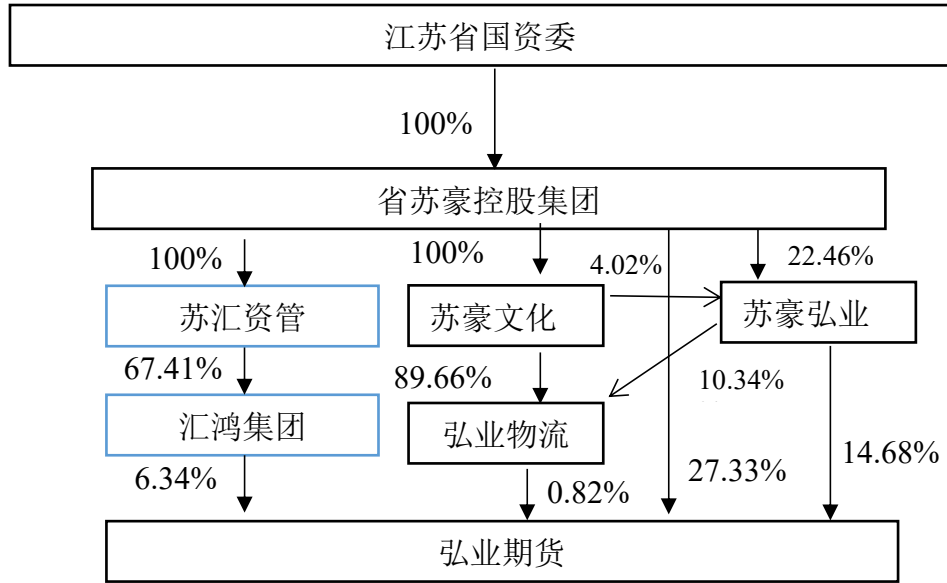 江苏省国资委
100%
省苏豪控股集团
100%
100%
4.02%
22.46%
苏汇资管
苏豪文化
苏豪弘业
67.41%
89.66%
10.34%
汇鸿集团
弘业物流
6.34%
0.82%
27.33%
14.68%
弘业期货